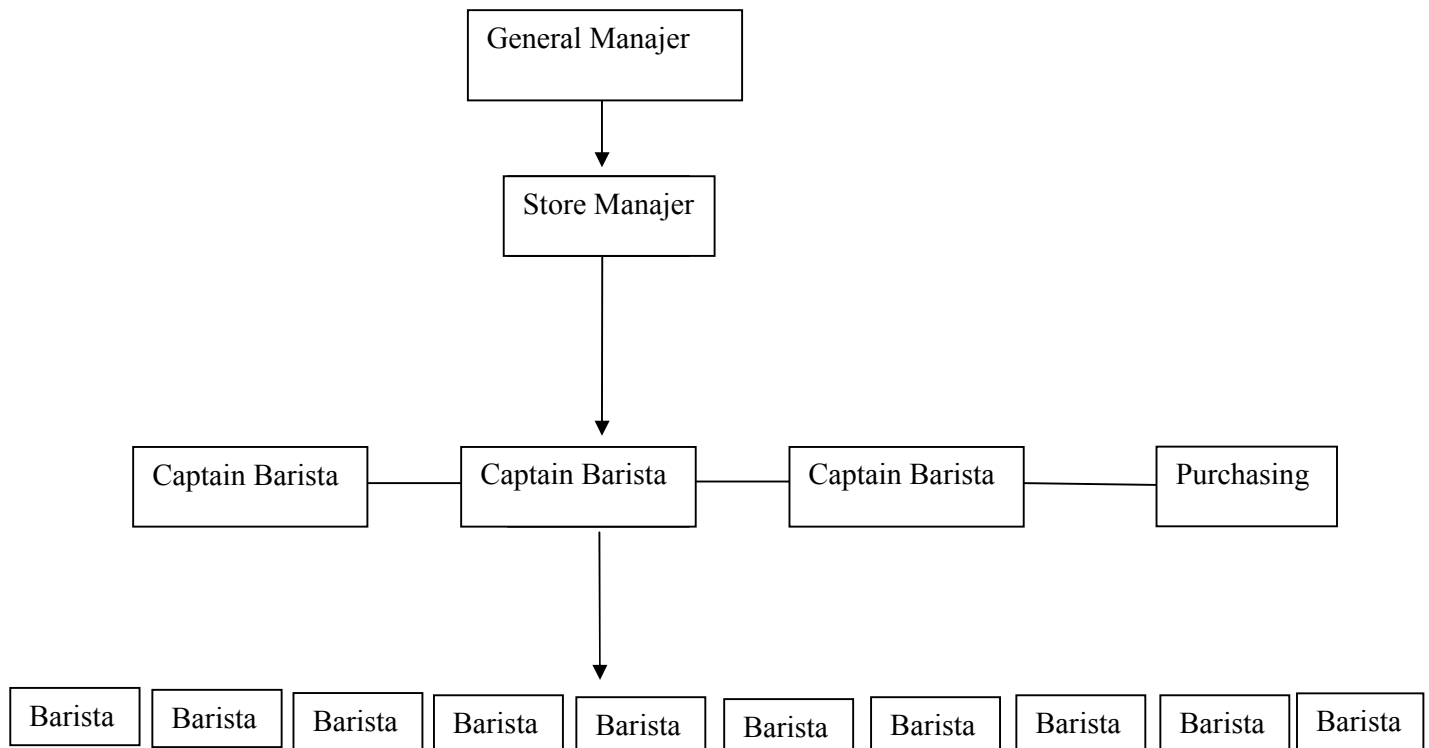 General Manajer
Store Manajer
Captain Barista
Captain Barista
Captain Barista
Purchasing
Barista
Barista
Barista
Barista
Barista
Barista
Barista
Barista
Barista
Barista